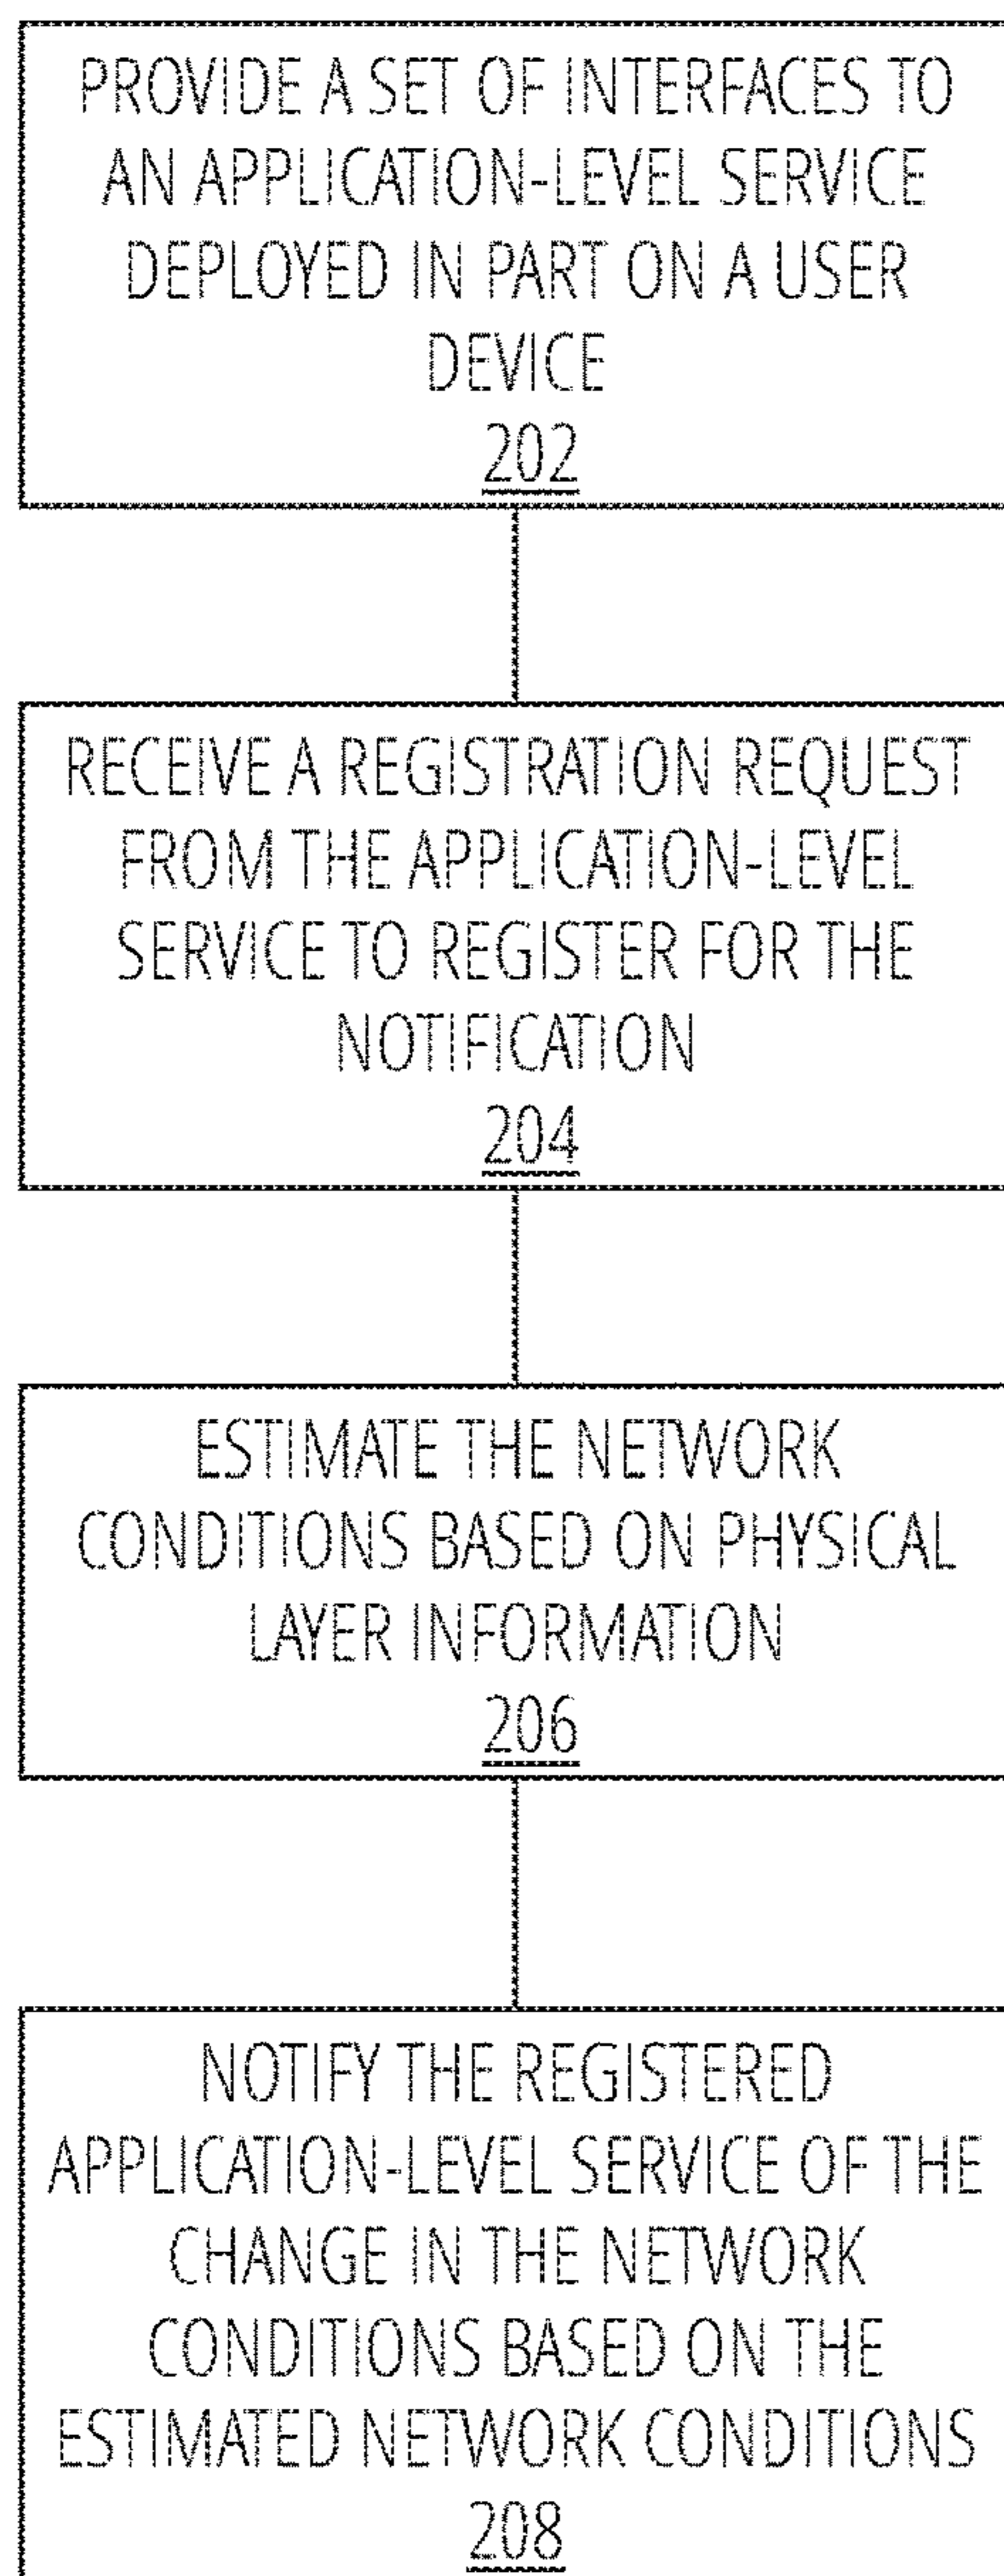 PROVIDE A SET OF INTERFACES TO
AN APPLICATION-LEVEL SERVICE
DEPLOYED IN PART ON A USER
DEVICE
202
RECEIVE A REGISTRATION REQUEST
FROM THE APPLICATION-LEVEL
SERVICE TO REGISTER FOR THE
NOTIFICATION
204
ESTIMATE THE NETWORK
CONDITIONS BASED ON PHYSICAL
LAYER INFORMATION
206
NOTIFY THE REGISTERED
APPLICATION-LEVEL SERVICE OF THE
CHANGE IN THE NETWORK
CONDITIONS BASED ON THE
ESTIMATED NETWORK CONDITIONS
208